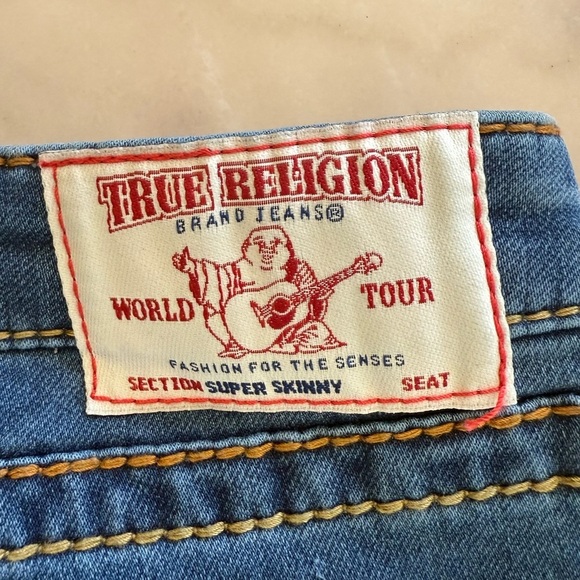 TRUE RELIGION
BRAND JEANS®
WORLD TOUR
FASHION FOR THE SENSES
SECTION SUPER SKINNY SEAT